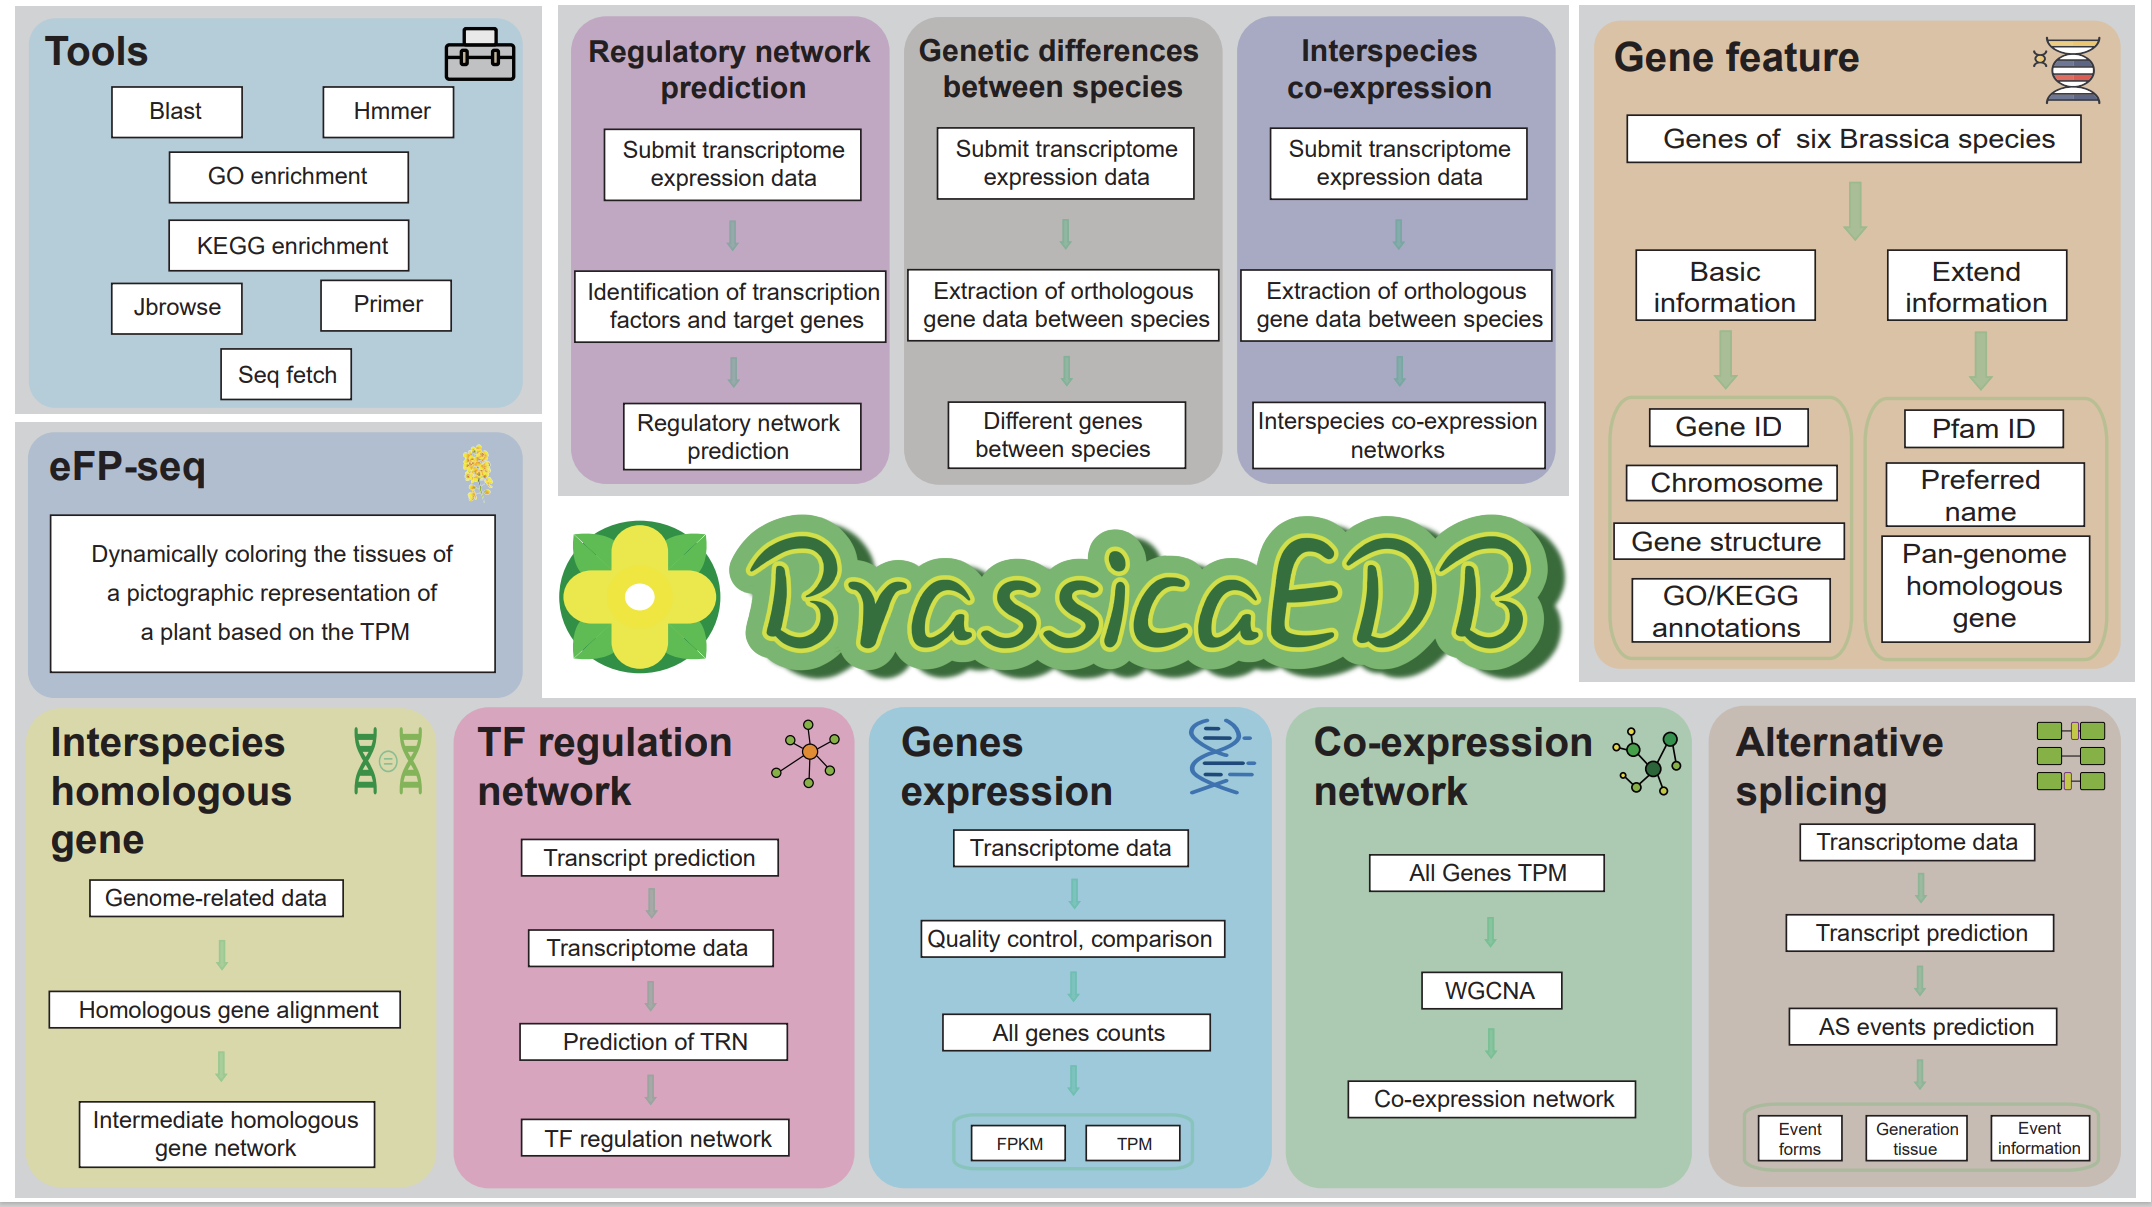 Tools
Blast
Hmmer
GO enrichment
KEGG enrichment
Jbrowse
Primer
Seq fetch
eFP-seq
Dynamically coloring the tissues of
a pictographic representation of
a plant based on the TPM
Regulatory network
prediction
Submit transcriptome
expression data
Identification of transcription
factors and target genes
Regulatory network
prediction
Genetic differences
between species
Submit transcriptome
expression data
Extraction of orthologous
gene data between species
Different genes
between species
Interspecies
co-expression
Submit transcriptome
expression data
Extraction of orthologous
gene data between species
Interspecies co-expression
networks
Gene feature
Genes of six Brassica species
Basic
information
Gene ID
Chromosome
Gene structure
GO/KEGG
annotations
Extend
information
Pfam ID
Preferred
name
Pan-genome
homologous
gene
BrassicaEDB
Interspecies
homologous
gene
Genome-related data
Homologous gene alignment
Intermediate homologous
gene network
TF regulation
network
Transcript prediction
Transcriptome data
Prediction of TRN
TF regulation network
Genes
expression
Transcriptome data
Quality control, comparison
All genes counts
FPKM
TPM
Co-expression
network
All Genes TPM
WGCNA
Co-expression network
Alternative
splicing
Transcriptome data
Transcript prediction
AS events prediction
Event
forms
Generation
tissue
Event
information